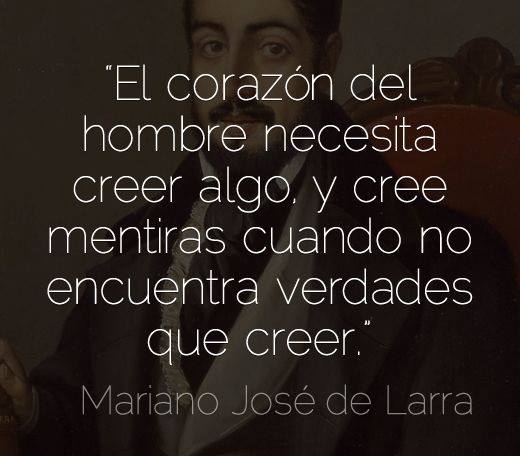 “El corazón del
hombre necesita
creer algo, y cree
mentiras cuando no
encuentra verdades
que creer.”
Mariano José de Larra